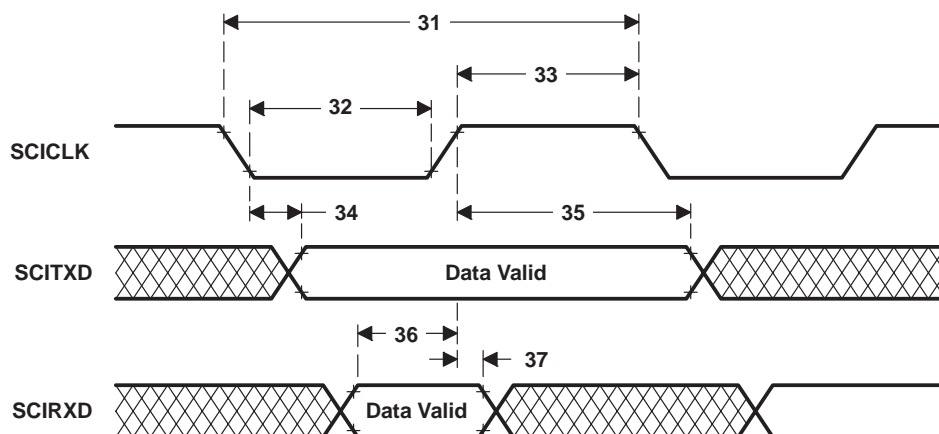 31
33
32
SCICLK
34
35
SCITXD
Data Valid
36
37
SCIRXD
Data Valid